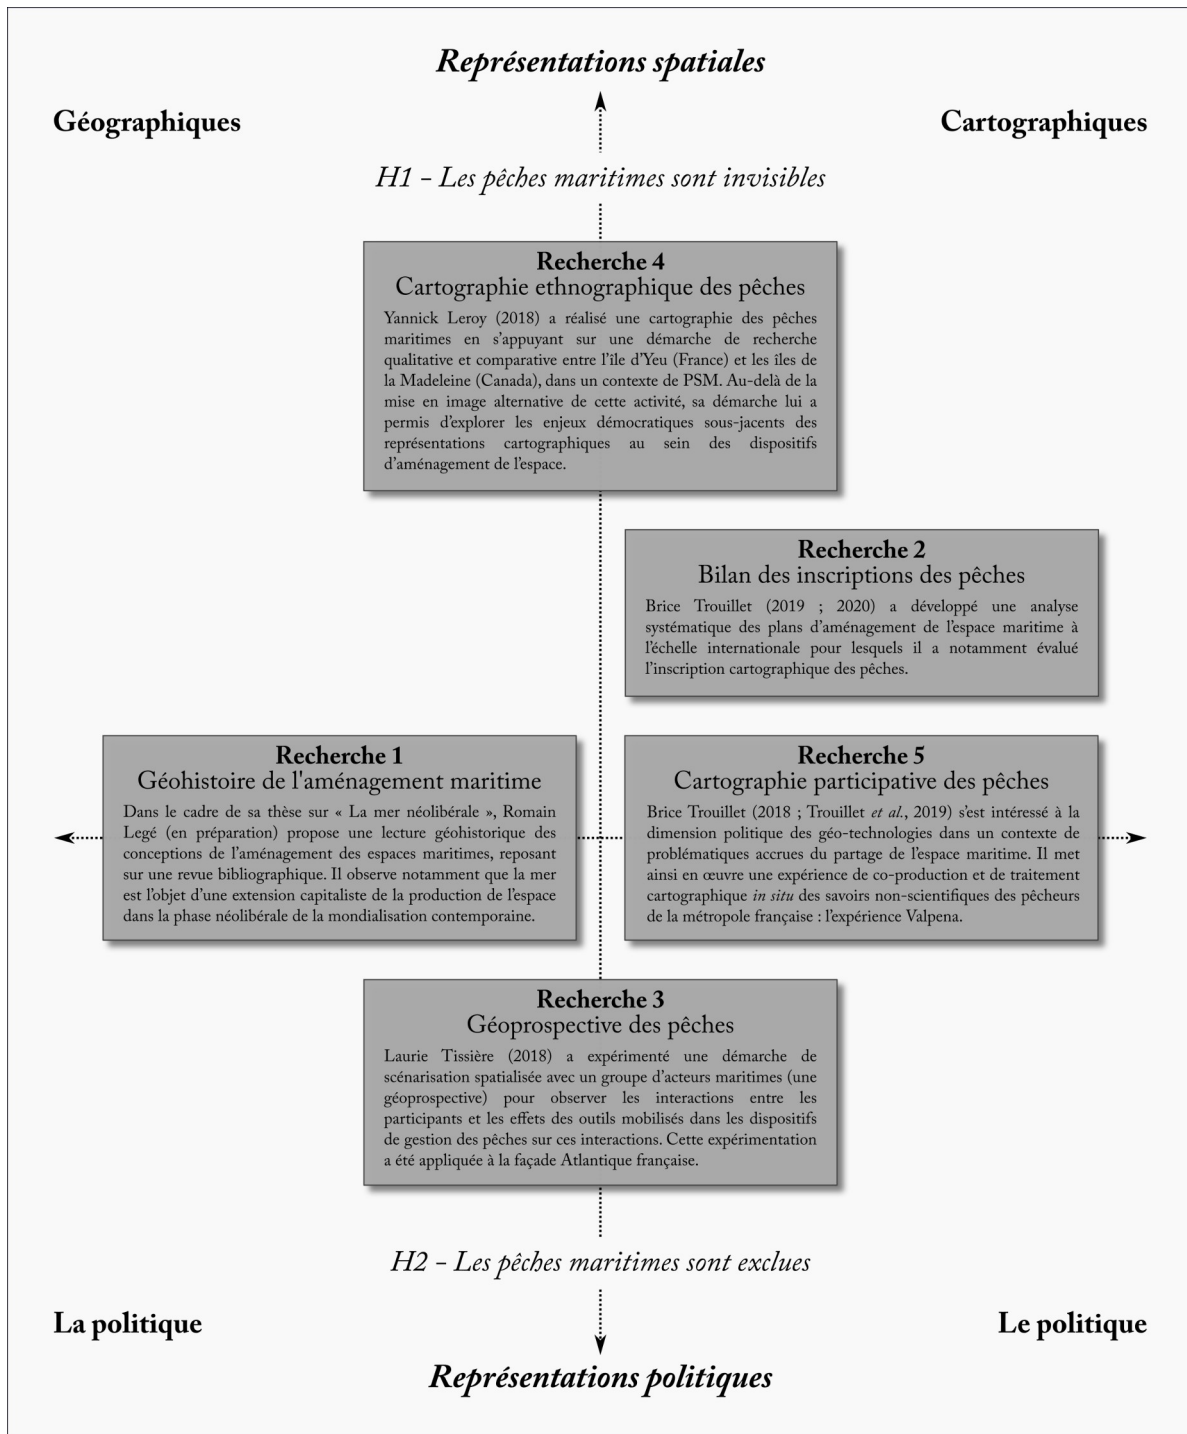 Représentations spatiales
Géographiques
Cartographiques
H1 – Les pêches maritimes sont invisibles
Recherche 4
Cartographie ethnographique des pêches
Yannick Leroy (2018) a réalisé une cartographie des pêches
maritimes en s'appuyant sur une démarche de recherche
qualitative et comparative entre l'île d'Yeu (France) et les îles de
la Madeleine (Canada), dans un contexte de PSM. Au-delà de la
mise en image alternative de cette activité, sa démarche lui a
permis d'explorer les enjeux démocratiques sous-jacents des
représentations cartographiques au sein des dispositifs
d'aménagement de l'espace.
Recherche 2
Bilan des inscriptions des pêches
Brice Trouillet (2019 ; 2020) a développé une analyse
systématique des plans d'aménagement de l'espace maritime à
l'échelle internationale pour lesquels il a notamment évalué
l'inscription cartographique des pêches.
Recherche 1
Géohistoire de l'aménagement maritime
Dans le cadre de sa thèse sur « La mer néolibérale », Romain
Legé (en préparation) propose une lecture géohistorique des
conceptions de l'aménagement des espaces maritimes, reposant
sur une revue bibliographique. Il observe notamment que la mer
est l'objet d'une extension capitaliste de la production de l'espace
dans la phase néolibérale de la mondialisation contemporaine.
Recherche 5
Cartographie participative des pêches
Brice Trouillet (2018 ; Trouillet et al., 2019) s'est intéressé à la
dimension politique des géo-technologies dans un contexte de
problématiques accrues du partage de l'espace maritime. Il met
ainsi en œuvre une expérience de co-production et de traitement
cartographique in situ des savoirs non-scientifiques des pêcheurs
de la métropole française : l'expérience Valpena.
Recherche 3
Géoprospective des pêches
Laurie Tissière (2018) a expérimenté une démarche de
scénarisation spatialisée avec un groupe d'acteurs maritimes (une
géoprospective) pour observer les interactions entre les
participants et les effets des outils mobilisés dans les dispositifs
de gestion des pêches sur ces interactions. Cette expérimentation
a été appliquée à la façade Atlantique française.
H2 – Les pêches maritimes sont exclues
La politique
Le politique
Représentations politiques